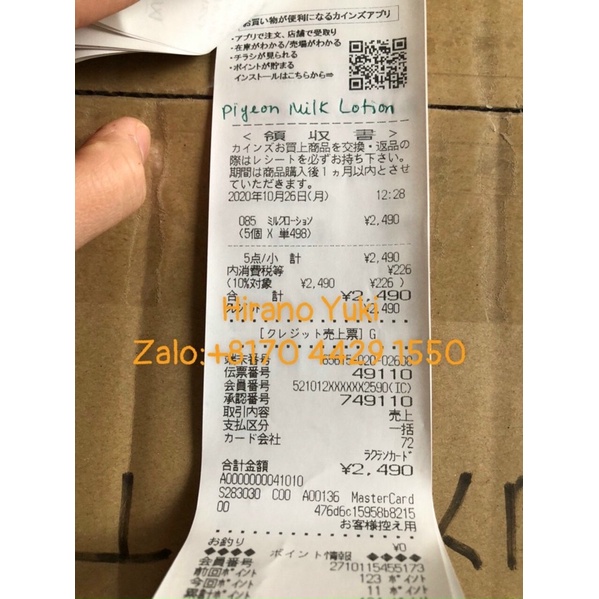 お買い物が便利になるカインズアプリ
・アプリで注文、店舗で受取り
・在庫がわかる/売場がわかる
・チラシが見られる
・ポイントが貯まる
インストールはこちらから⇨
Pigeon Milk Lotion
＜ 領 収 書 ＞
カインズお買上商品を交換・返品の
際はレシートを必ずお持ち下さい。
期間は商品購入後1ヵ月以内とさせ
ていただきます。
2020年10月26日(月) 12:28
085 ミルクローション ¥2,490
(5個 X 単498)
5点/小 計 ¥2,490
内消費税等 ¥226
(10%対象 ¥2,490 ¥226 )
合 計 ¥2,490
¥2,490
Hirano Yuki
[クレジット売上票] G
Zalo:+8170 4429 1550
伝票番号 49110
会員番号 521012XXXXXX2590(IC)
承認番号 749110
取引内容 売上
支払区分 一括
カード会社 72
ラクテンカード
合計金額 ¥2,490
A0000000041010
S283030 C00 A00136 MasterCard
00 476d6c15958b8215
お客様控え用
お釣り ¥0
◆◆◆◆ ポイント情報 ◆◆◆◆
会員番号 2710115455173
前回ポイント 123 ポイント
今回ポイント 11 ポイント